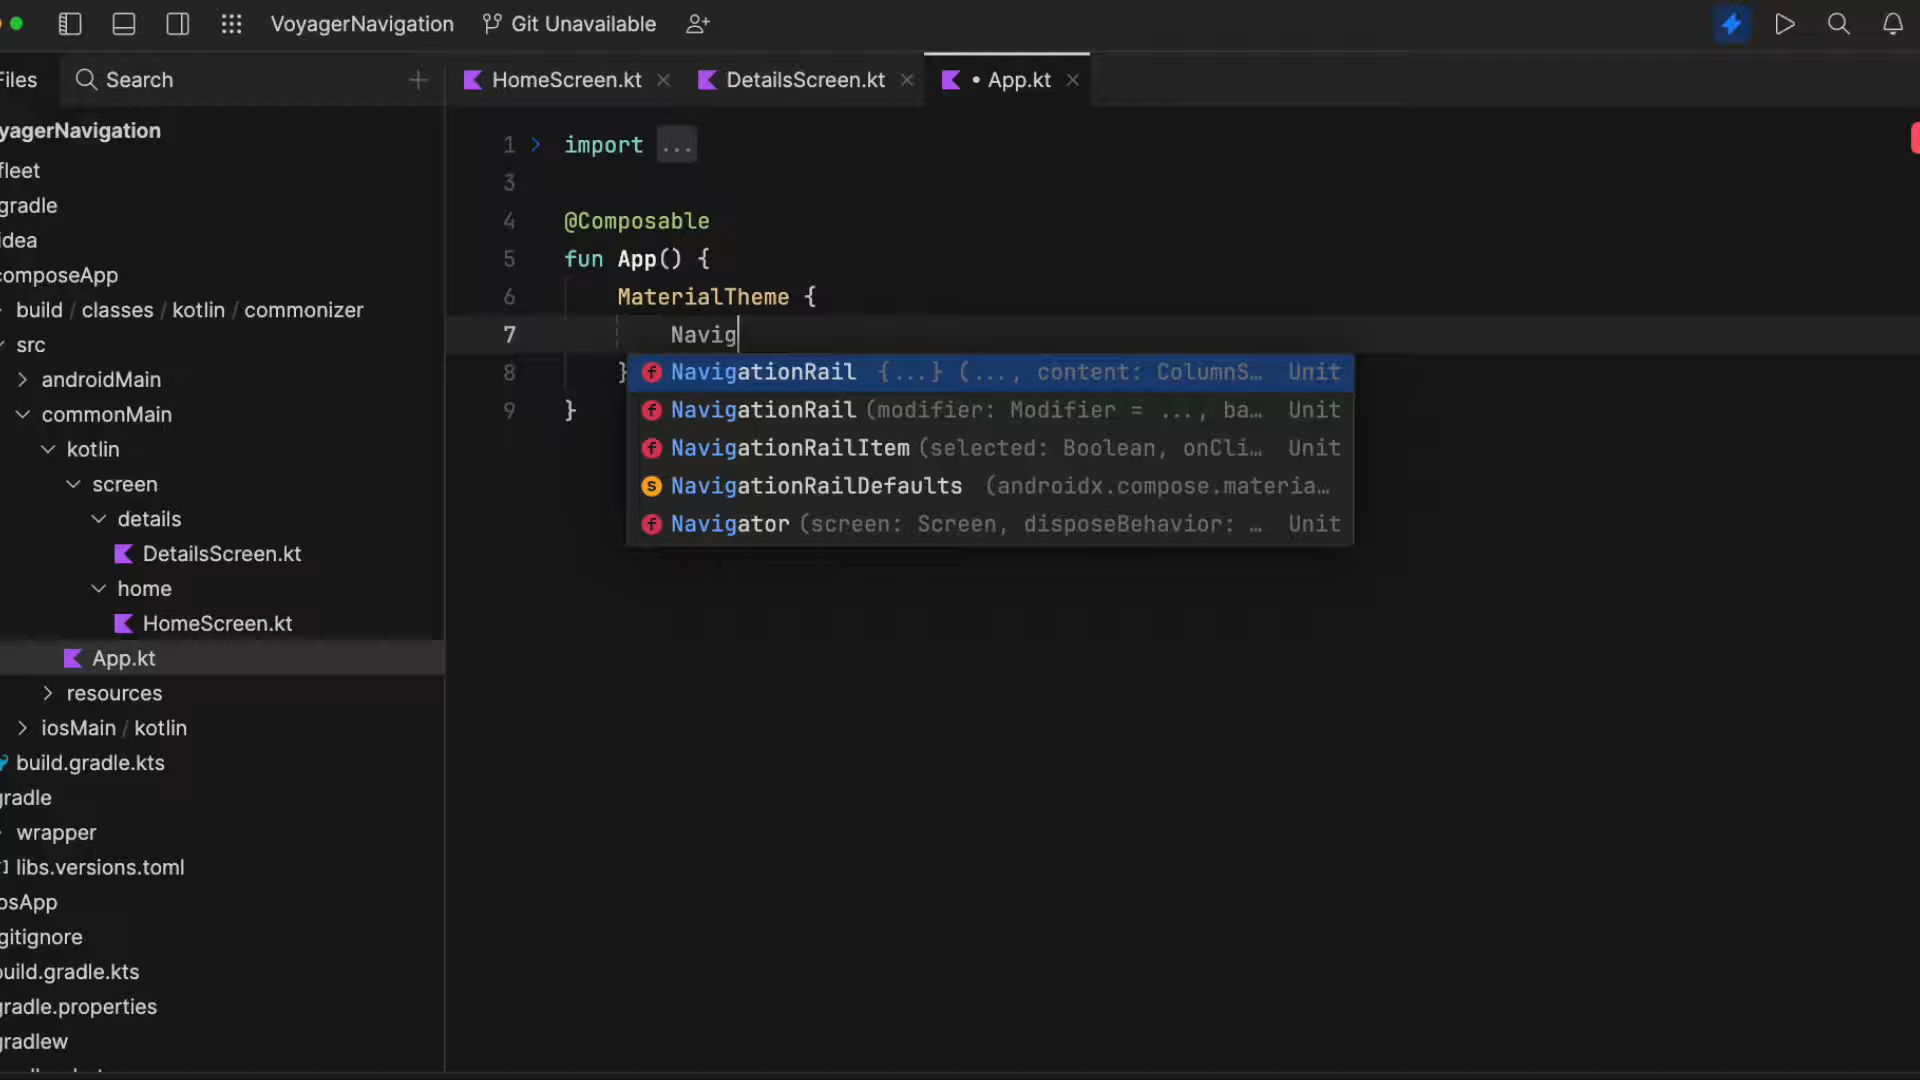 VoyagerNavigation Git Unavailable
Files Search
HomeScreen.kt DetailsScreen.kt • App.kt
yagerNavigation
fleet
gradle
idea
composeApp
build / classes / kotlin / commonizer
src
androidMain
commonMain
kotlin
screen
details
DetailsScreen.kt
home
HomeScreen.kt
App.kt
resources
iosMain / kotlin
build.gradle.kts
gradle
wrapper
libs.versions.toml
osApp
gitignore
build.gradle.kts
gradle.properties
gradlew
1 import ...
3
4 @Composable
5 fun App() {
6 MaterialTheme {
7 Navig
8 }
9 }
NavigationRail {...} (..., content: ColumnS... Unit
NavigationRail (modifier: Modifier = ..., ba... Unit
NavigationRailItem (selected: Boolean, onCli... Unit
NavigationRailDefaults (androidx.compose.materia...
Navigator (screen: Screen, disposeBehavior: ... Unit